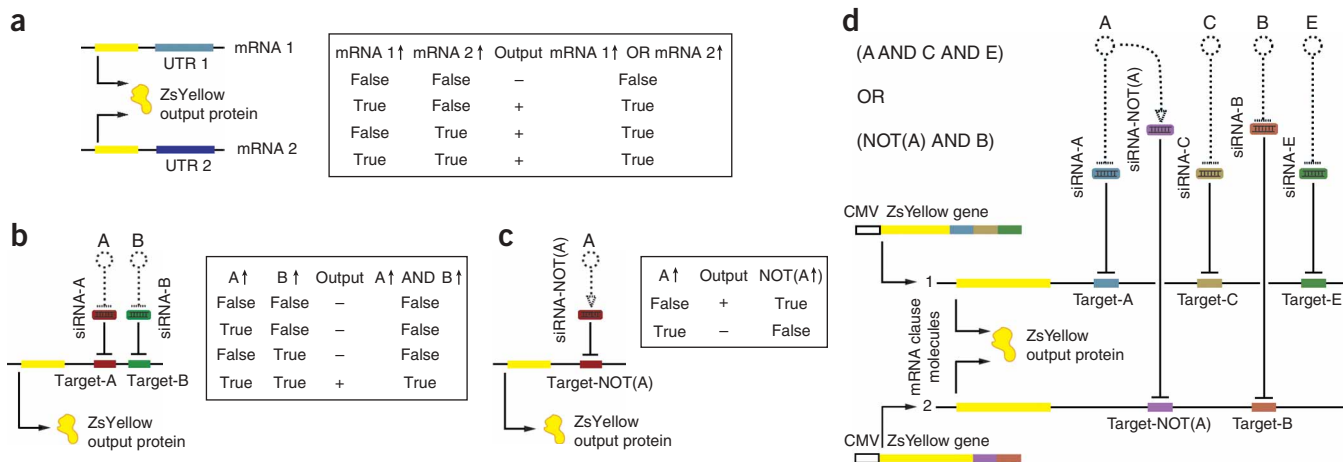 a
mRNA 1
UTR 1
ZsYellow
output protein
mRNA 2
UTR 2
mRNA 1↑ mRNA 2↑ Output mRNA 1↑ OR mRNA 2↑
False False – False
True False + True
False True + True
True True + True
b
A B
siRNA-A
siRNA-B
Target-A Target-B
ZsYellow
output protein
A↑ B↑ Output A↑ AND B↑
False False – False
True False – False
False True – False
True True + True
c
A
siRNA-NOT(A)
Target-NOT(A)
ZsYellow
output protein
A↑ Output NOT(A↑)
False + True
True – False
d
A C B E
(A AND C AND E)
OR
(NOT(A) AND B)
siRNA-A
siRNA-NOT(A)
siRNA-C
siRNA-B
siRNA-E
CMV ZsYellow gene
1
Target-A Target-C Target-E
mRNA clause
molecules
ZsYellow
output protein
2
Target-NOT(A) Target-B
CMV ZsYellow gene